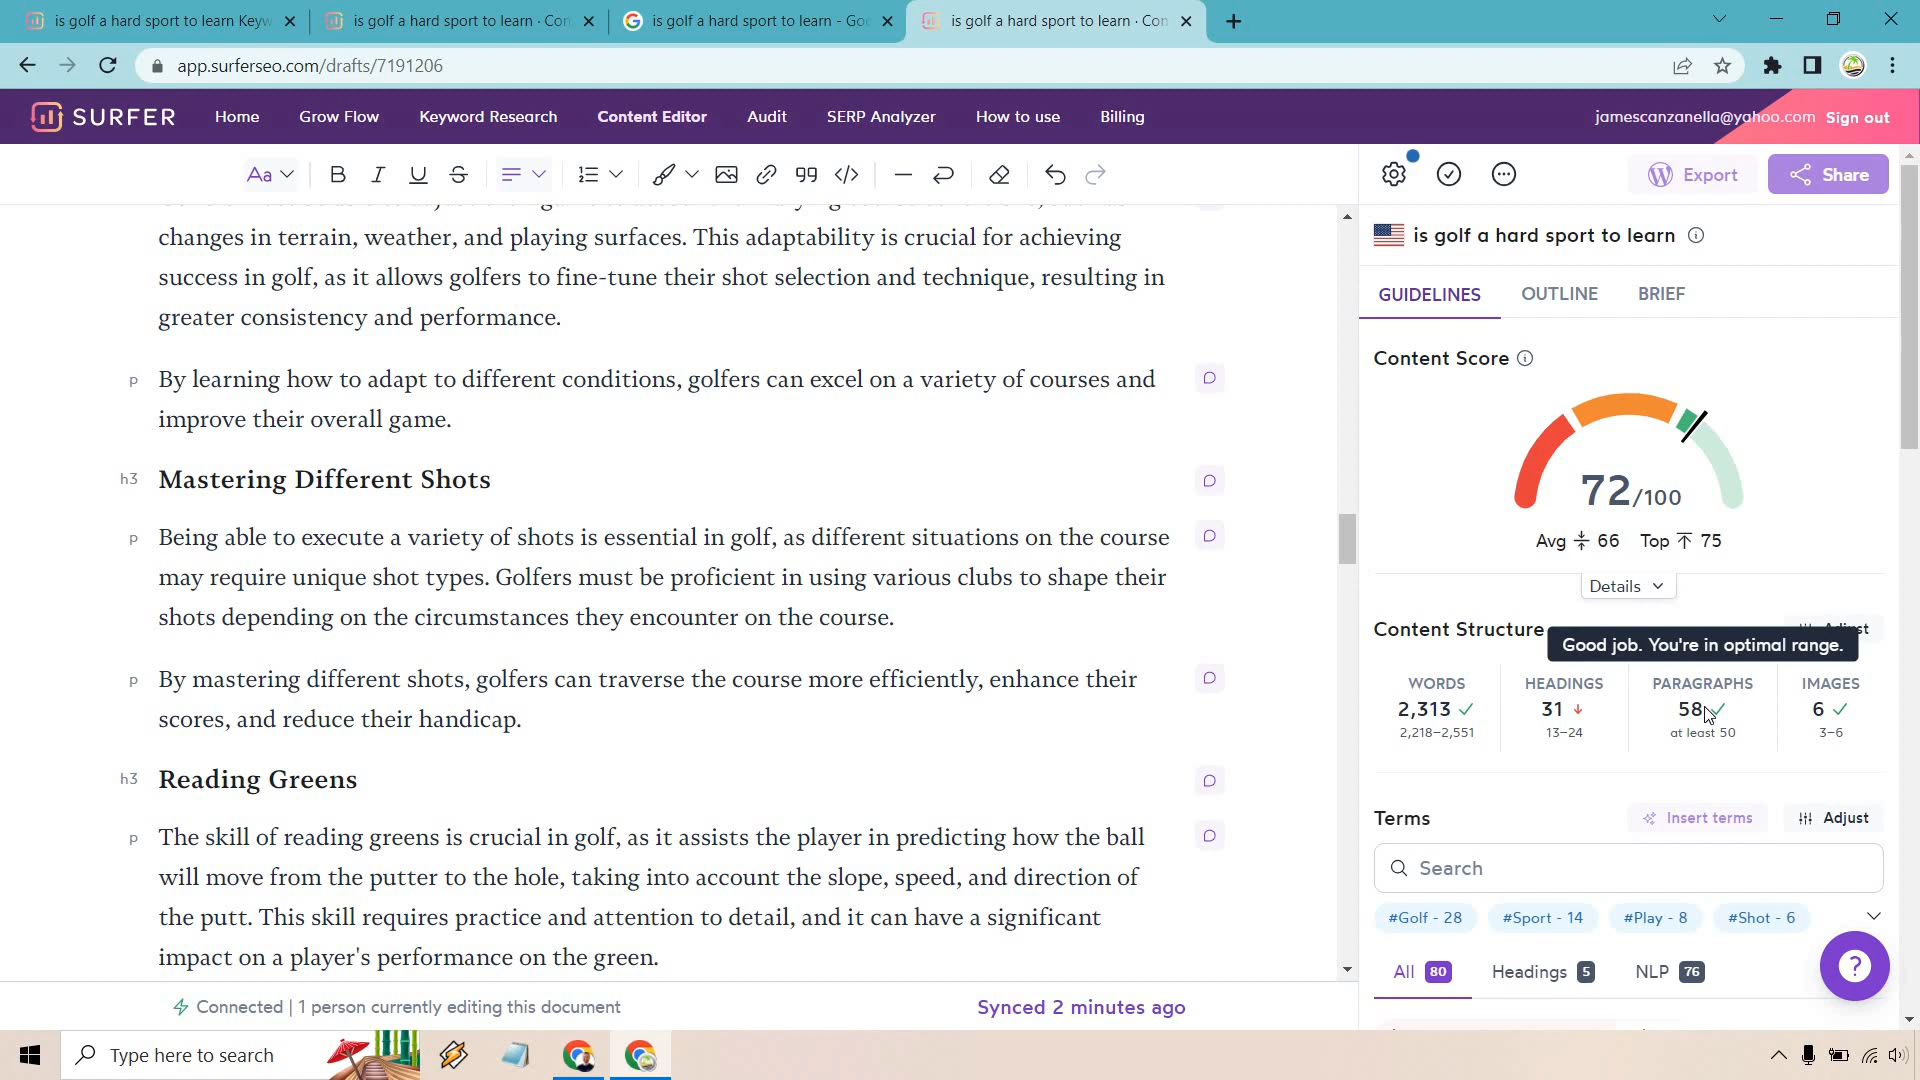 is golf a hard sport to learn Keyw
is golf a hard sport to learn · Con
is golf a hard sport to learn - Goo
is golf a hard sport to learn · Con
app.surferseo.com/drafts/7191206
SURFER
Home
Grow Flow
Keyword Research
Content Editor
Audit
SERP Analyzer
How to use
Billing
jamescanzanella@yahoo.com
Sign out
Aa
Export
Share
changes in terrain, weather, and playing surfaces. This adaptability is crucial for achieving
success in golf, as it allows golfers to fine-tune their shot selection and technique, resulting in
greater consistency and performance.
p
By learning how to adapt to different conditions, golfers can excel on a variety of courses and
improve their overall game.
h3
Mastering Different Shots
p
Being able to execute a variety of shots is essential in golf, as different situations on the course
may require unique shot types. Golfers must be proficient in using various clubs to shape their
shots depending on the circumstances they encounter on the course.
p
By mastering different shots, golfers can traverse the course more efficiently, enhance their
scores, and reduce their handicap.
h3
Reading Greens
p
The skill of reading greens is crucial in golf, as it assists the player in predicting how the ball
will move from the putter to the hole, taking into account the slope, speed, and direction of
the putt. This skill requires practice and attention to detail, and it can have a significant
impact on a player's performance on the green.
Connected | 1 person currently editing this document
Synced 2 minutes ago
is golf a hard sport to learn
GUIDELINES
OUTLINE
BRIEF
Content Score
72/100
Avg 66
Top 75
Details
Content Structure
Good job. You're in optimal range.
WORDS
2,313
2,218–2,551
HEADINGS
31
13–24
PARAGRAPHS
58
at least 50
IMAGES
6
3–6
Terms
Insert terms
Adjust
Search
#Golf - 28
#Sport - 14
#Play - 8
#Shot - 6
All 80
Headings 5
NLP 76
?
Type here to search